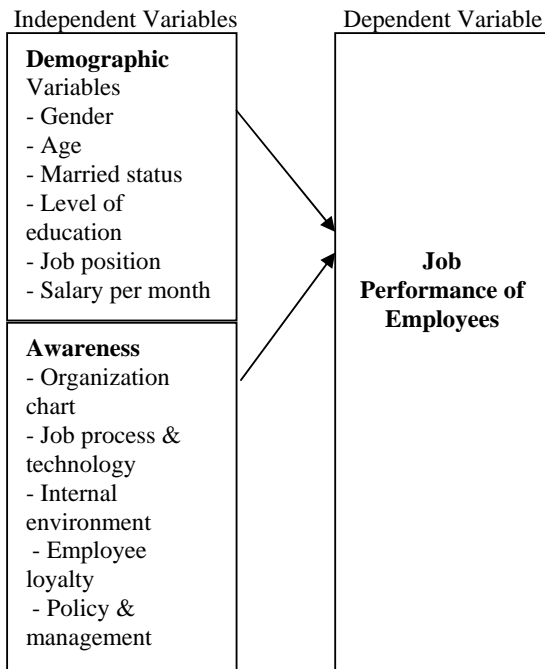 Independent Variables
Dependent Variable
Demographic
Variables
- Gender
- Age
- Married status
- Level of
education
- Job position
- Salary per month
Awareness
- Organization
chart
- Job process &
technology
- Internal
environment
- Employee
loyalty
- Policy &
management
Job
Performance of
Employees